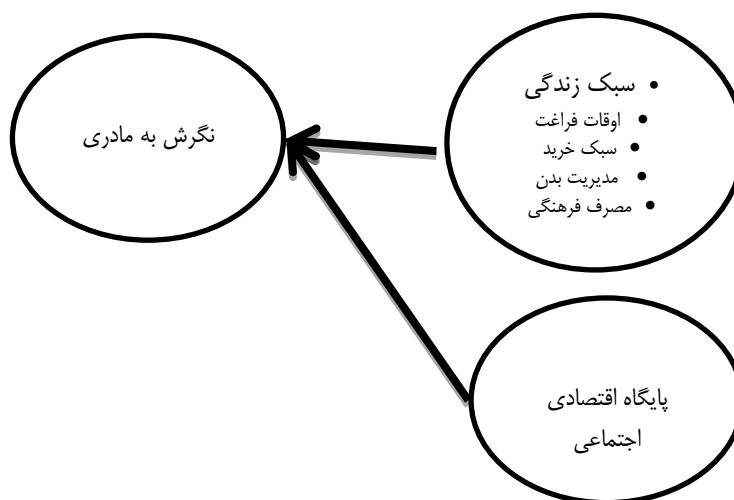 • سبک زندگی
• اوقات فراغت
• سبک خرید
• مدیریت بدن
• مصرف فرهنگی
نگرش به مادری
پایگاه اقتصادی
اجتماعی